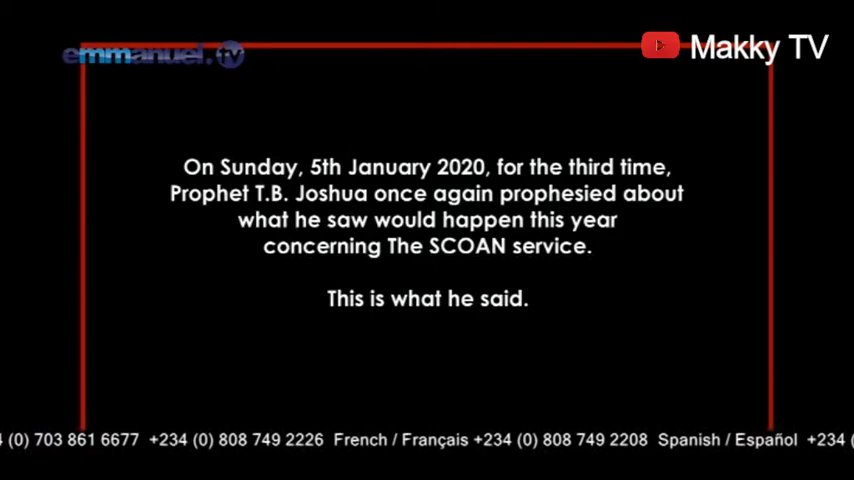 emmanuel.tv
Makky TV
On Sunday, 5th January 2020, for the third time,
Prophet T.B. Joshua once again prophesied about
what he saw would happen this year
concerning The SCOAN service.
This is what he said.
(0) 703 861 6677 +234 (0) 808 749 2226 French / Français +234 (0) 808 749 2208 Spanish / Español +234